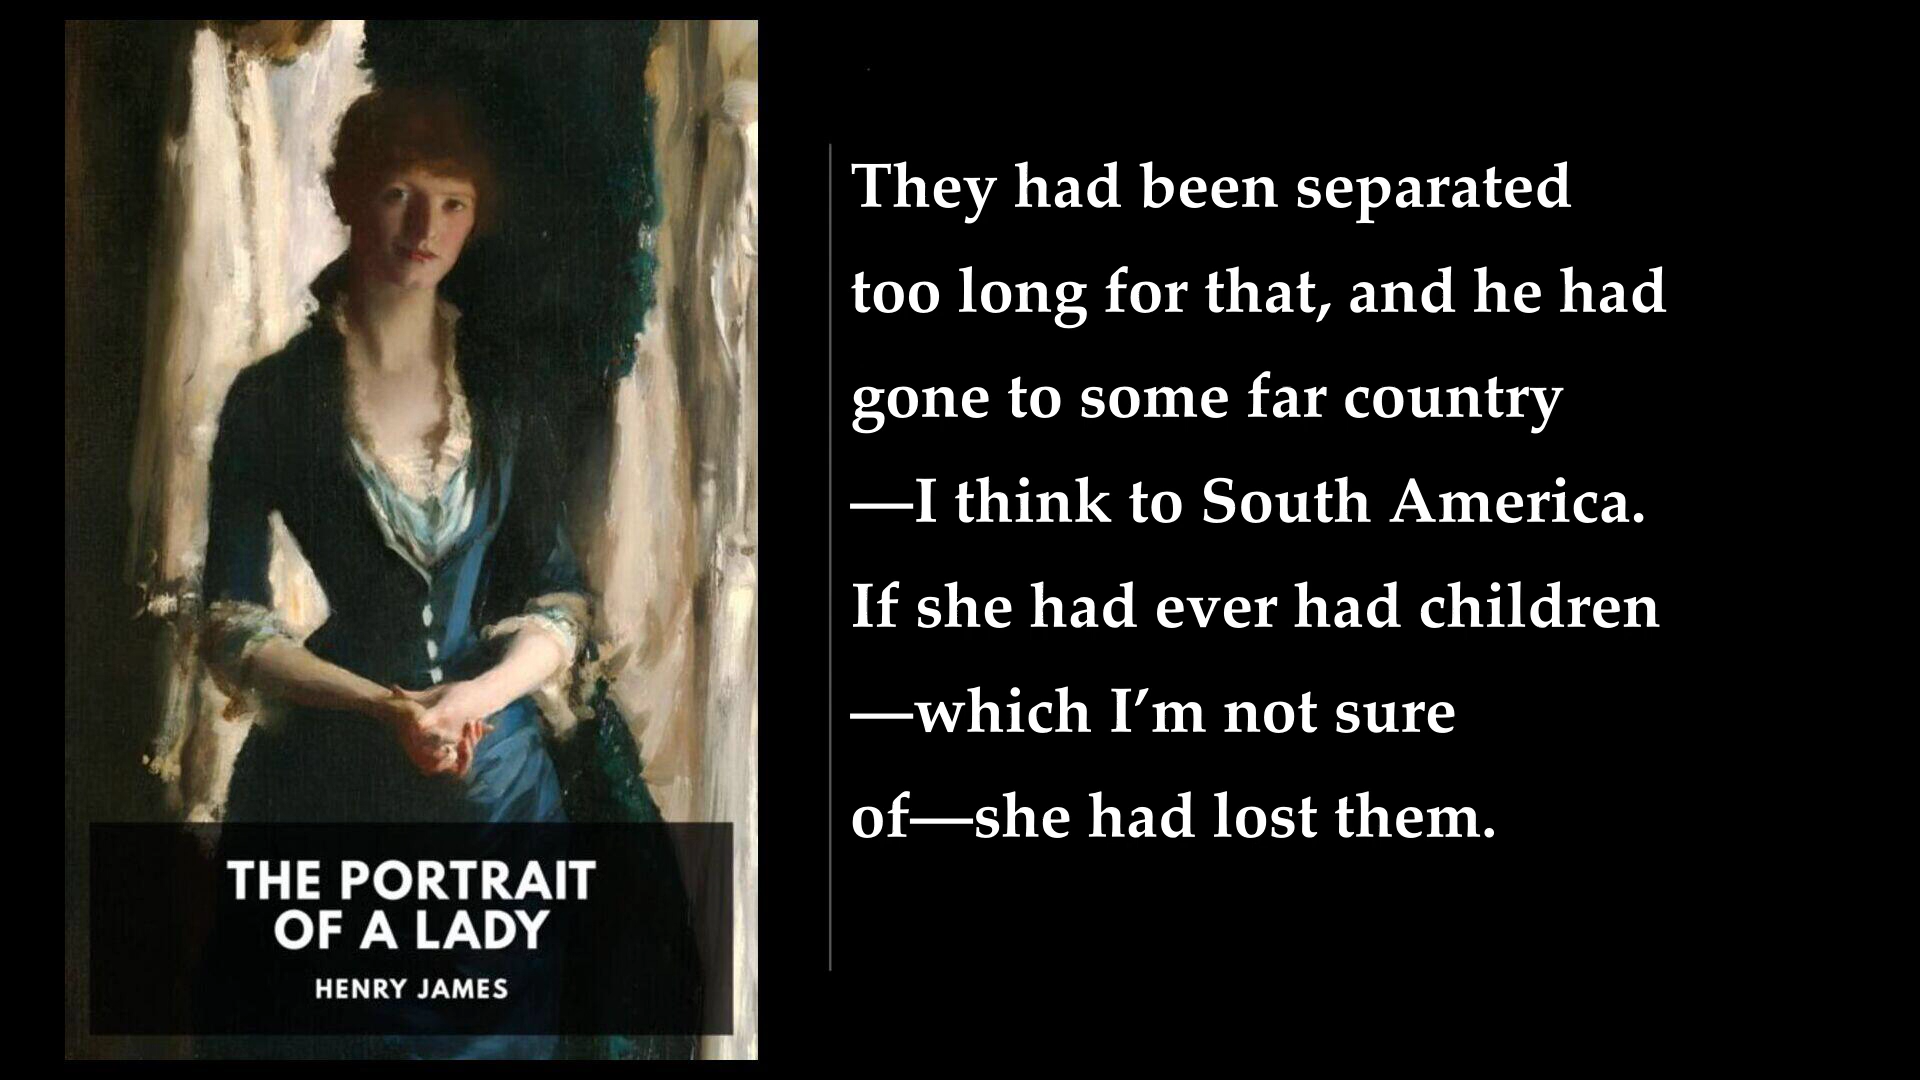 THE PORTRAIT
OF A LADY
HENRY JAMES
They had been separated
too long for that, and he had
gone to some far country
—I think to South America.
If she had ever had children
—which I’m not sure
of—she had lost them.